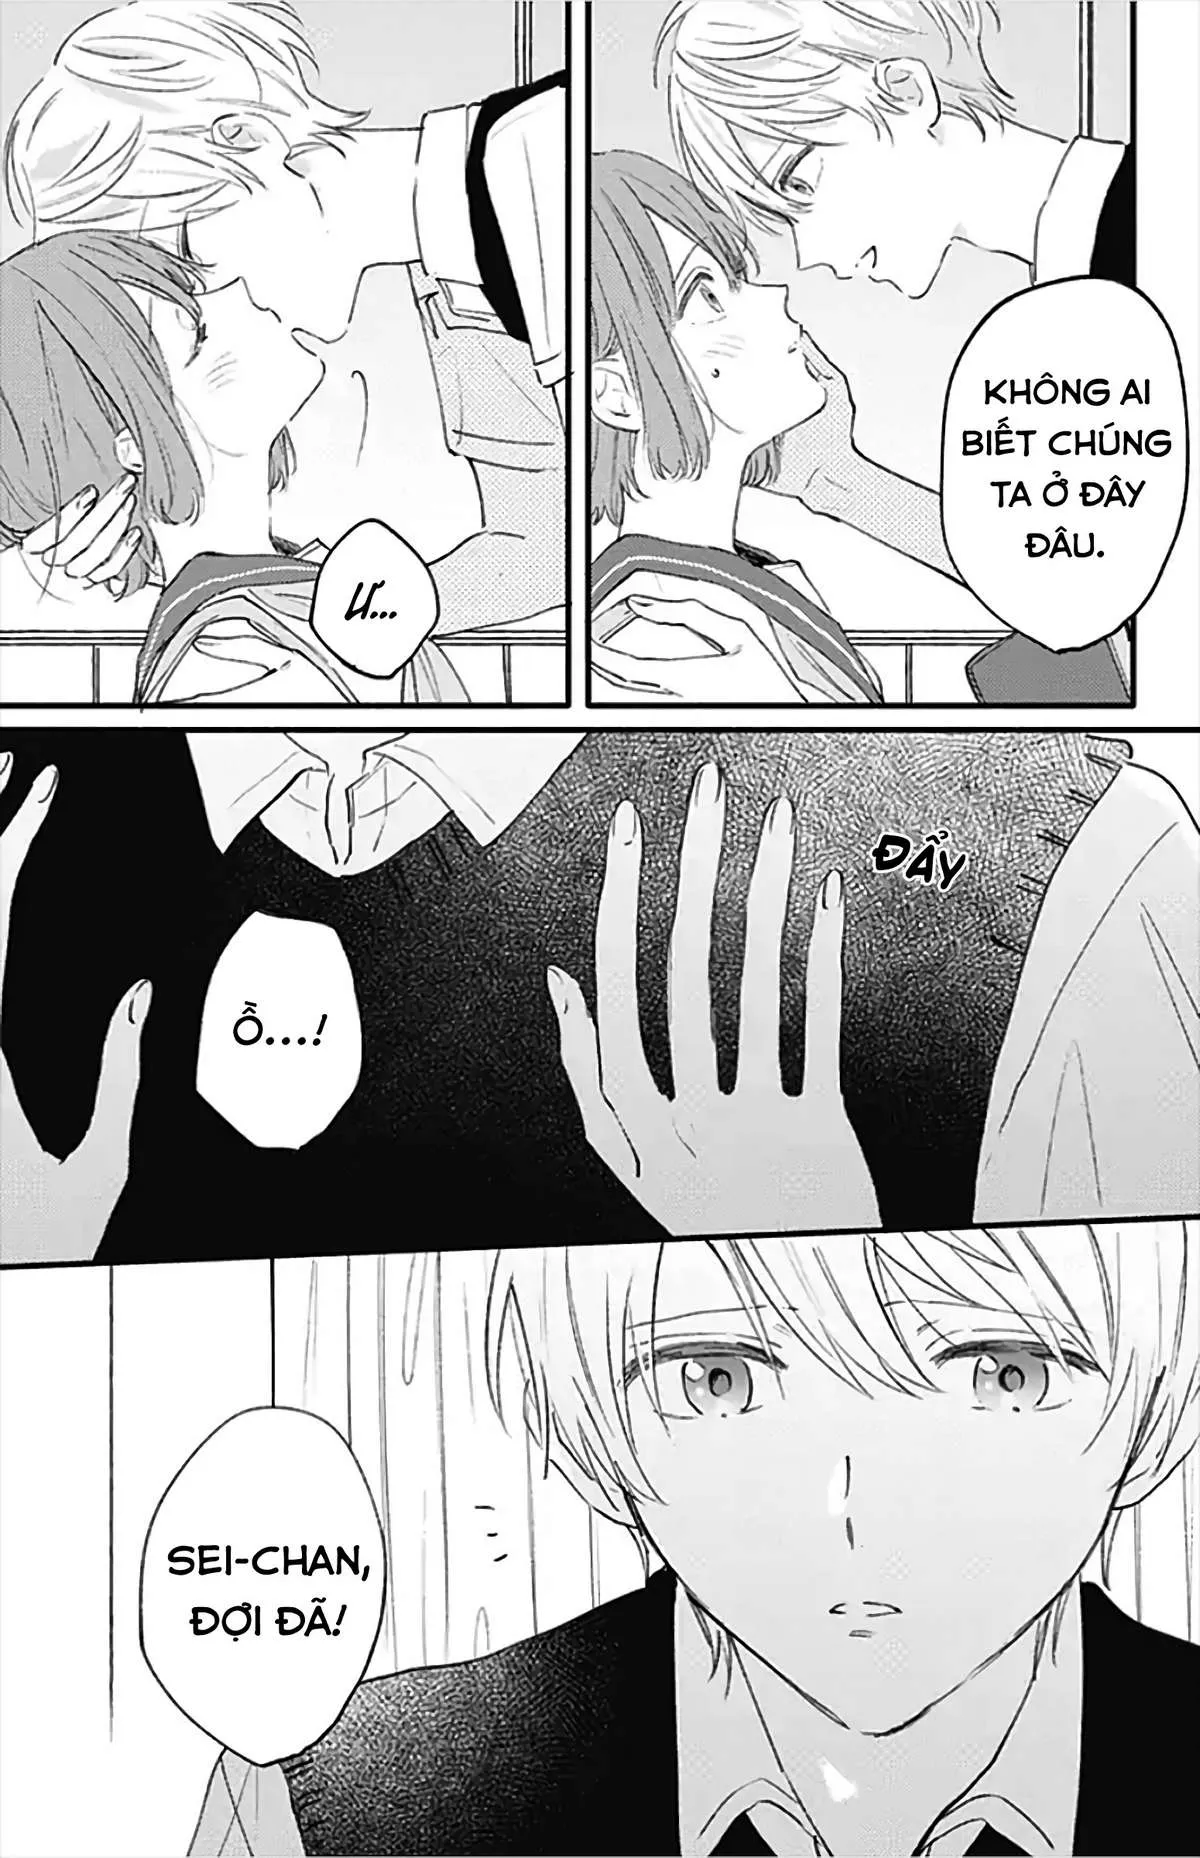 KHÔNG AI
BIẾT CHÚNG
TA Ở ĐÂY
ĐÂU.
Ư...
ĐẨY
Ồ...!
SEI-CHAN,
ĐỢI ĐÃ!